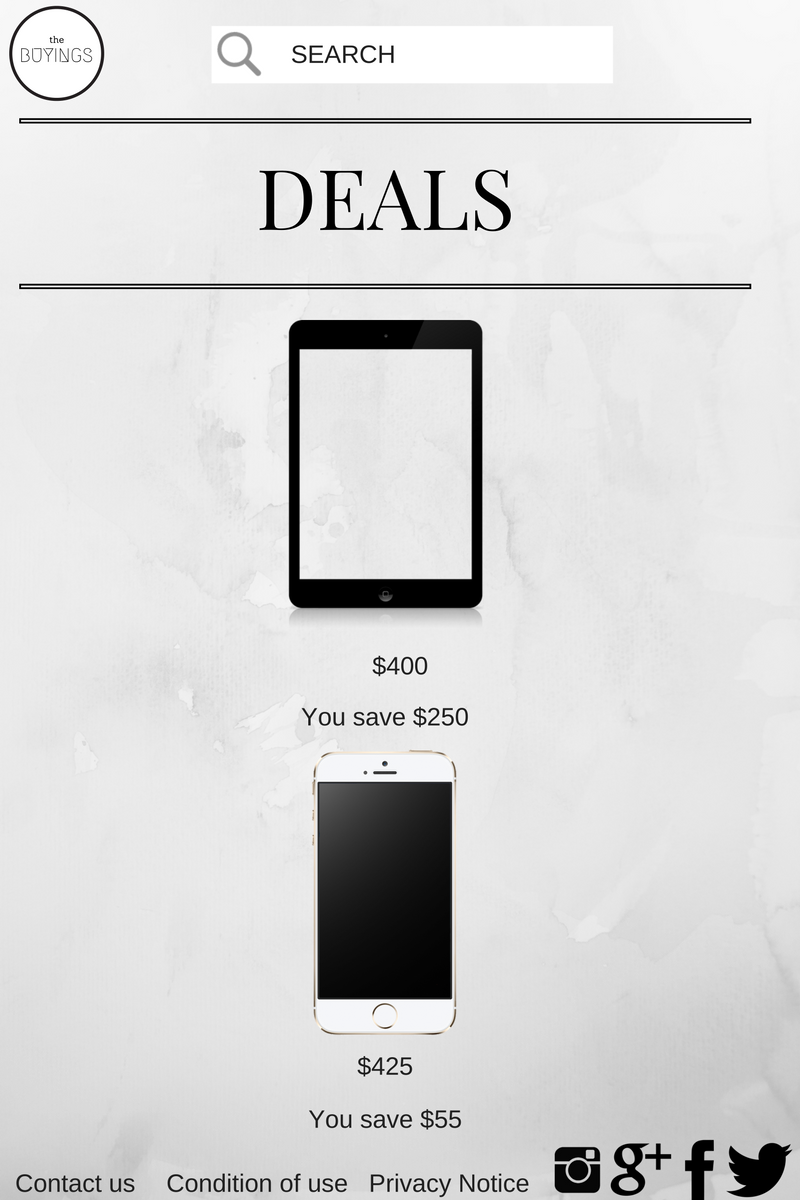 the
BUYINGS
SEARCH
DEALS
$400
You save $250
$425
You save $55
Contact us
Condition of use
Privacy Notice
g+
f